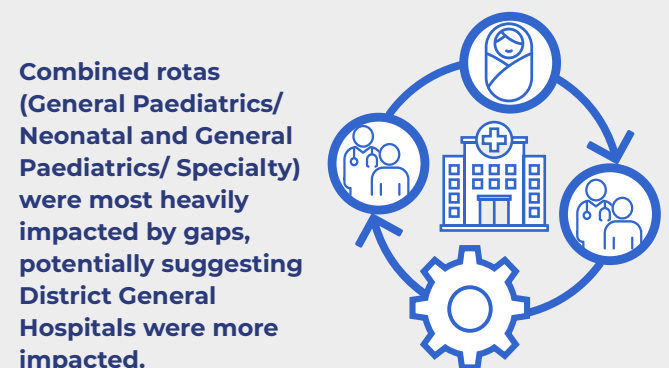 Combined rotas
(General Paediatrics/
Neonatal and General
Paediatrics/ Specialty)
were most heavily
impacted by gaps,
potentially suggesting
District General
Hospitals were more
impacted.